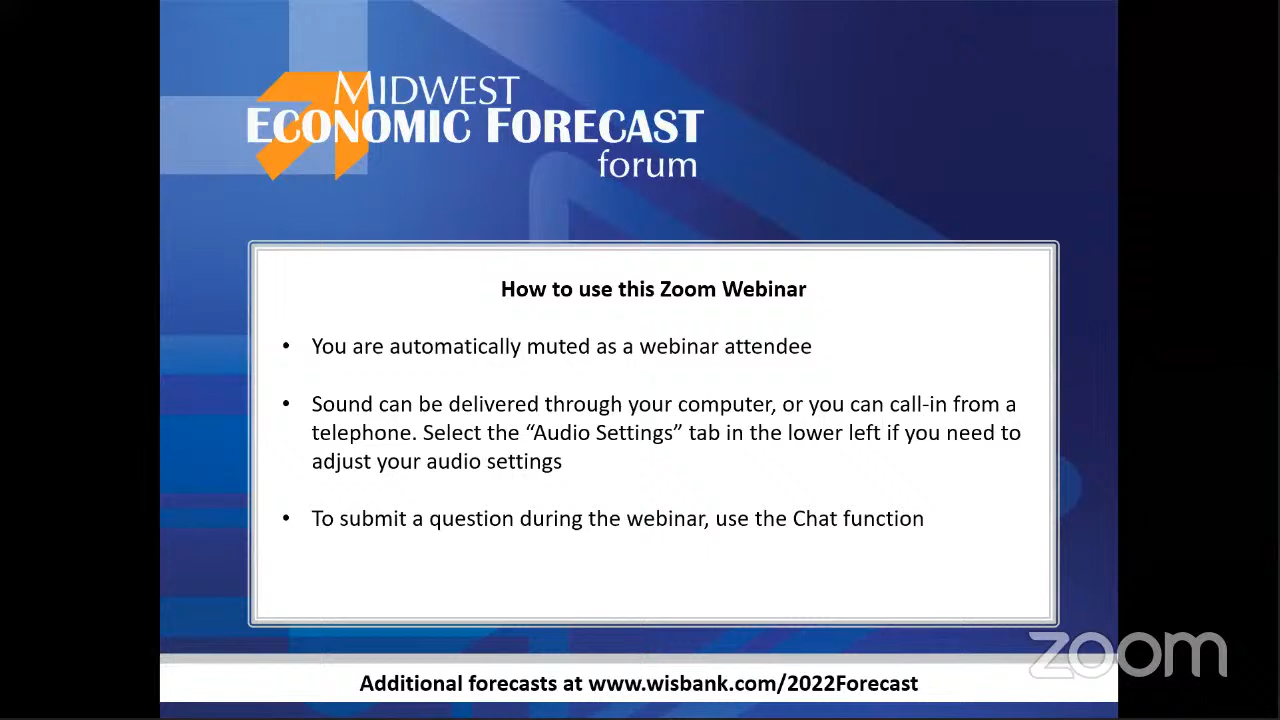 MIDWEST
ECONOMIC FORECAST
forum
How to use this Zoom Webinar
• You are automatically muted as a webinar attendee
• Sound can be delivered through your computer, or you can call-in from a
telephone. Select the “Audio Settings” tab in the lower left if you need to
adjust your audio settings
• To submit a question during the webinar, use the Chat function
zoom
Additional forecasts at www.wisbank.com/2022Forecast